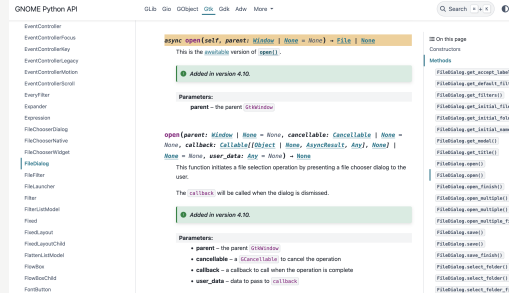 GNOME Python API
GLib Gio GObject Gtk Gdk Adw More
Search ⌘ + K
EventController
EventControllerFocus
EventControllerKey
EventControllerLegacy
EventControllerMotion
EventControllerScroll
EveryFilter
Expander
Expression
FileChooserDialog
FileChooserNative
FileChooserWidget
FileDialog
FileFilter
FileLauncher
Filter
FilterListModel
Fixed
FixedLayout
FixedLayoutChild
FlattenListModel
FlowBox
FlowBoxChild
FontButton
async open(self, parent: Window | None = None) → File | None
This is the awaitable version of open().
Added in version 4.10.
Parameters:
parent – the parent GtkWindow
open(parent: Window | None = None, cancellable: Cancellable | None =
None, callback: Callable[[Object | None, AsyncResult, Any], None] |
None = None, user_data: Any = None) → None
This function initiates a file selection operation by presenting a file chooser dialog to the
user.
The callback will be called when the dialog is dismissed.
Added in version 4.10.
Parameters:
• parent – the parent GtkWindow
• cancellable – a GCancellable to cancel the operation
• callback – a callback to call when the operation is complete
• user_data – data to pass to callback
On this page
Constructors
Methods
FileDialog.get_accept_label
FileDialog.get_default_filt
FileDialog.get_filters()
FileDialog.get_initial_file
FileDialog.get_initial_fold
FileDialog.get_initial_name
FileDialog.get_modal()
FileDialog.get_title()
FileDialog.open()
FileDialog.open()
FileDialog.open_finish()
FileDialog.open_multiple()
FileDialog.open_multiple()
FileDialog.open_multiple_f
FileDialog.save()
FileDialog.save()
FileDialog.save_finish()
FileDialog.select_folder()
FileDialog.select_folder()
FileDialog.select_folder_f